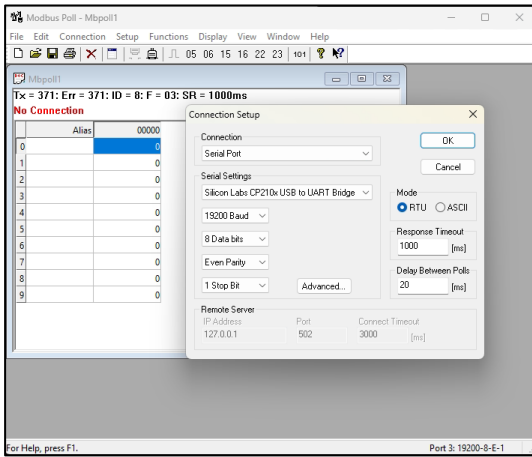 Modbus Poll - Mbpoll1
File Edit Connection Setup Functions Display View Window Help
05 06 15 16 22 23 101
Mbpoll1
Tx = 371: Err = 371: ID = 8: F = 03: SR = 1000ms
No Connection
Alias 00000
0 0
1 0
2 0
3 0
4 0
5 0
6 0
7 0
8 0
9 0
Connection Setup
Connection
Serial Port
OK
Cancel
Serial Settings
Silicon Labs CP210x USB to UART Bridge
19200 Baud
8 Data bits
Even Parity
1 Stop Bit
Advanced...
Mode
RTU ASCII
Response Timeout
1000 [ms]
Delay Between Polls
20 [ms]
Remote Server
IP Address Port Connect Timeout
127.0.0.1 502 3000 [ms]
For Help, press F1. Port 3: 19200-8-E-1